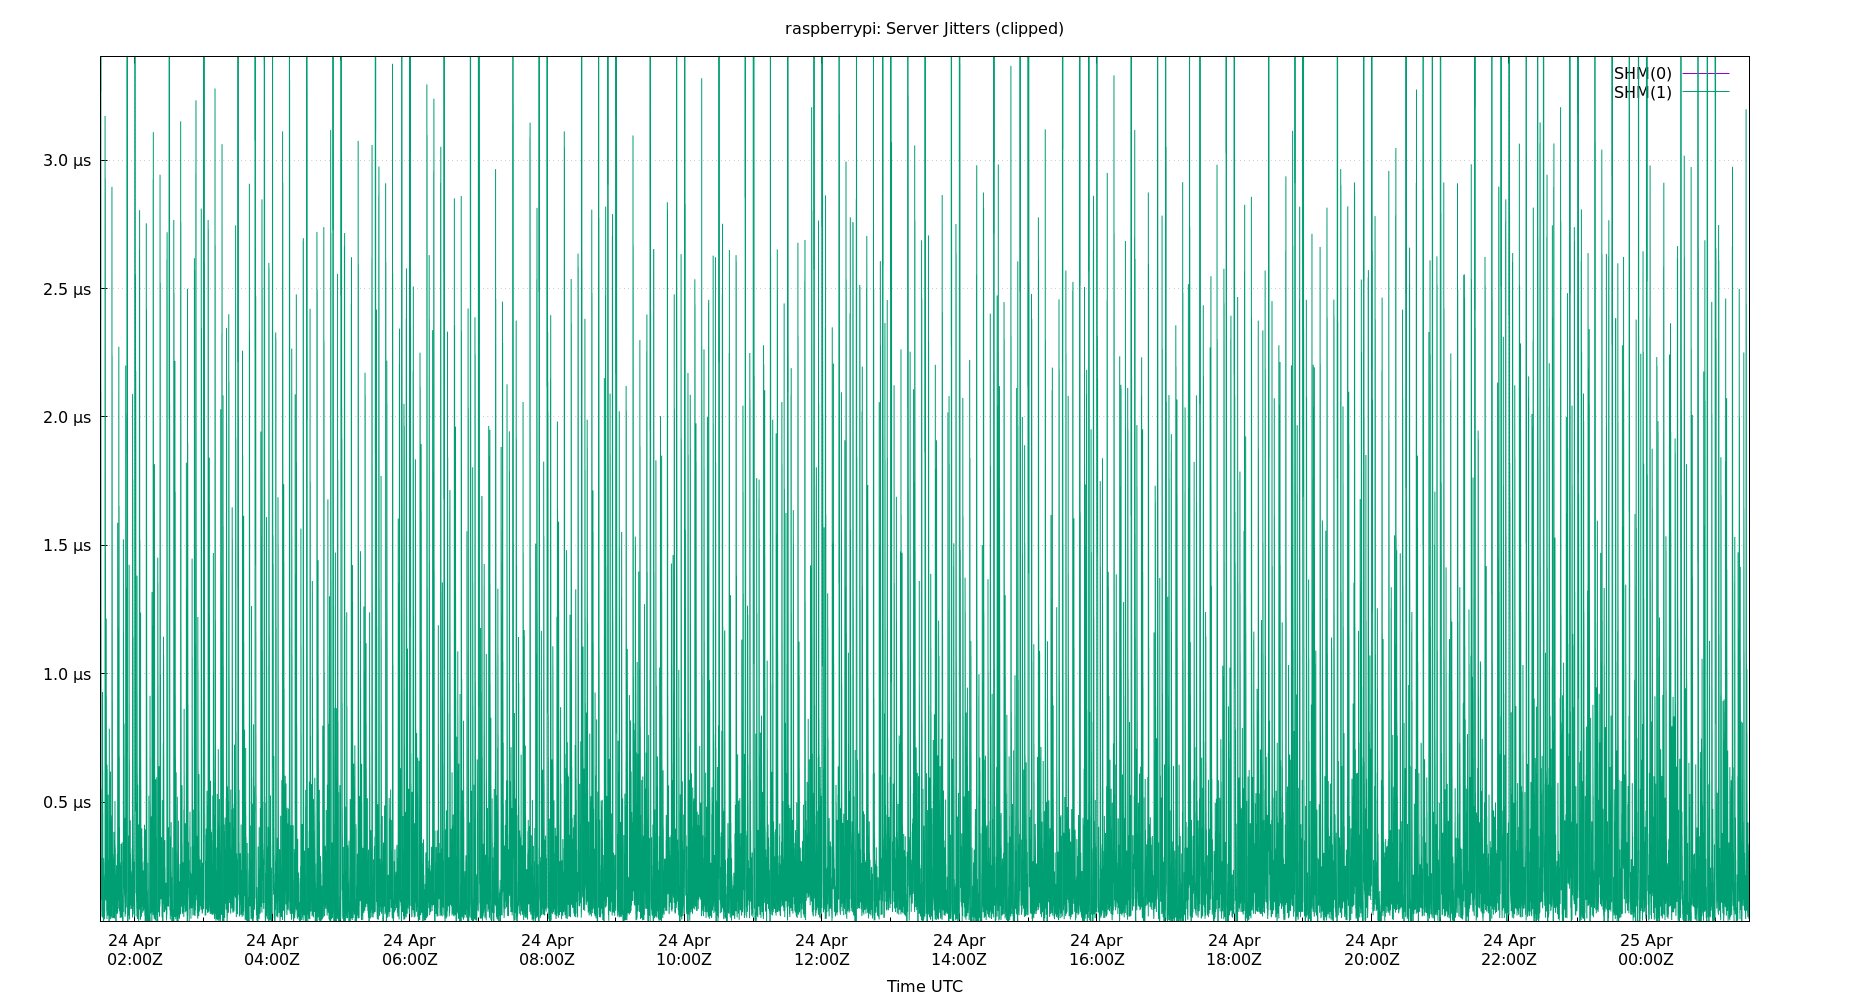 raspberrypi: Server Jitters (clipped)
SHM(0)
SHM(1)
3.0 µs
2.5 µs
2.0 µs
1.5 µs
1.0 µs
0.5 µs
24 Apr 24 Apr 24 Apr 24 Apr 24 Apr 24 Apr 24 Apr 24 Apr 24 Apr 24 Apr 24 Apr 25 Apr
02:00Z 04:00Z 06:00Z 08:00Z 10:00Z 12:00Z 14:00Z 16:00Z 18:00Z 20:00Z 22:00Z 00:00Z
Time UTC